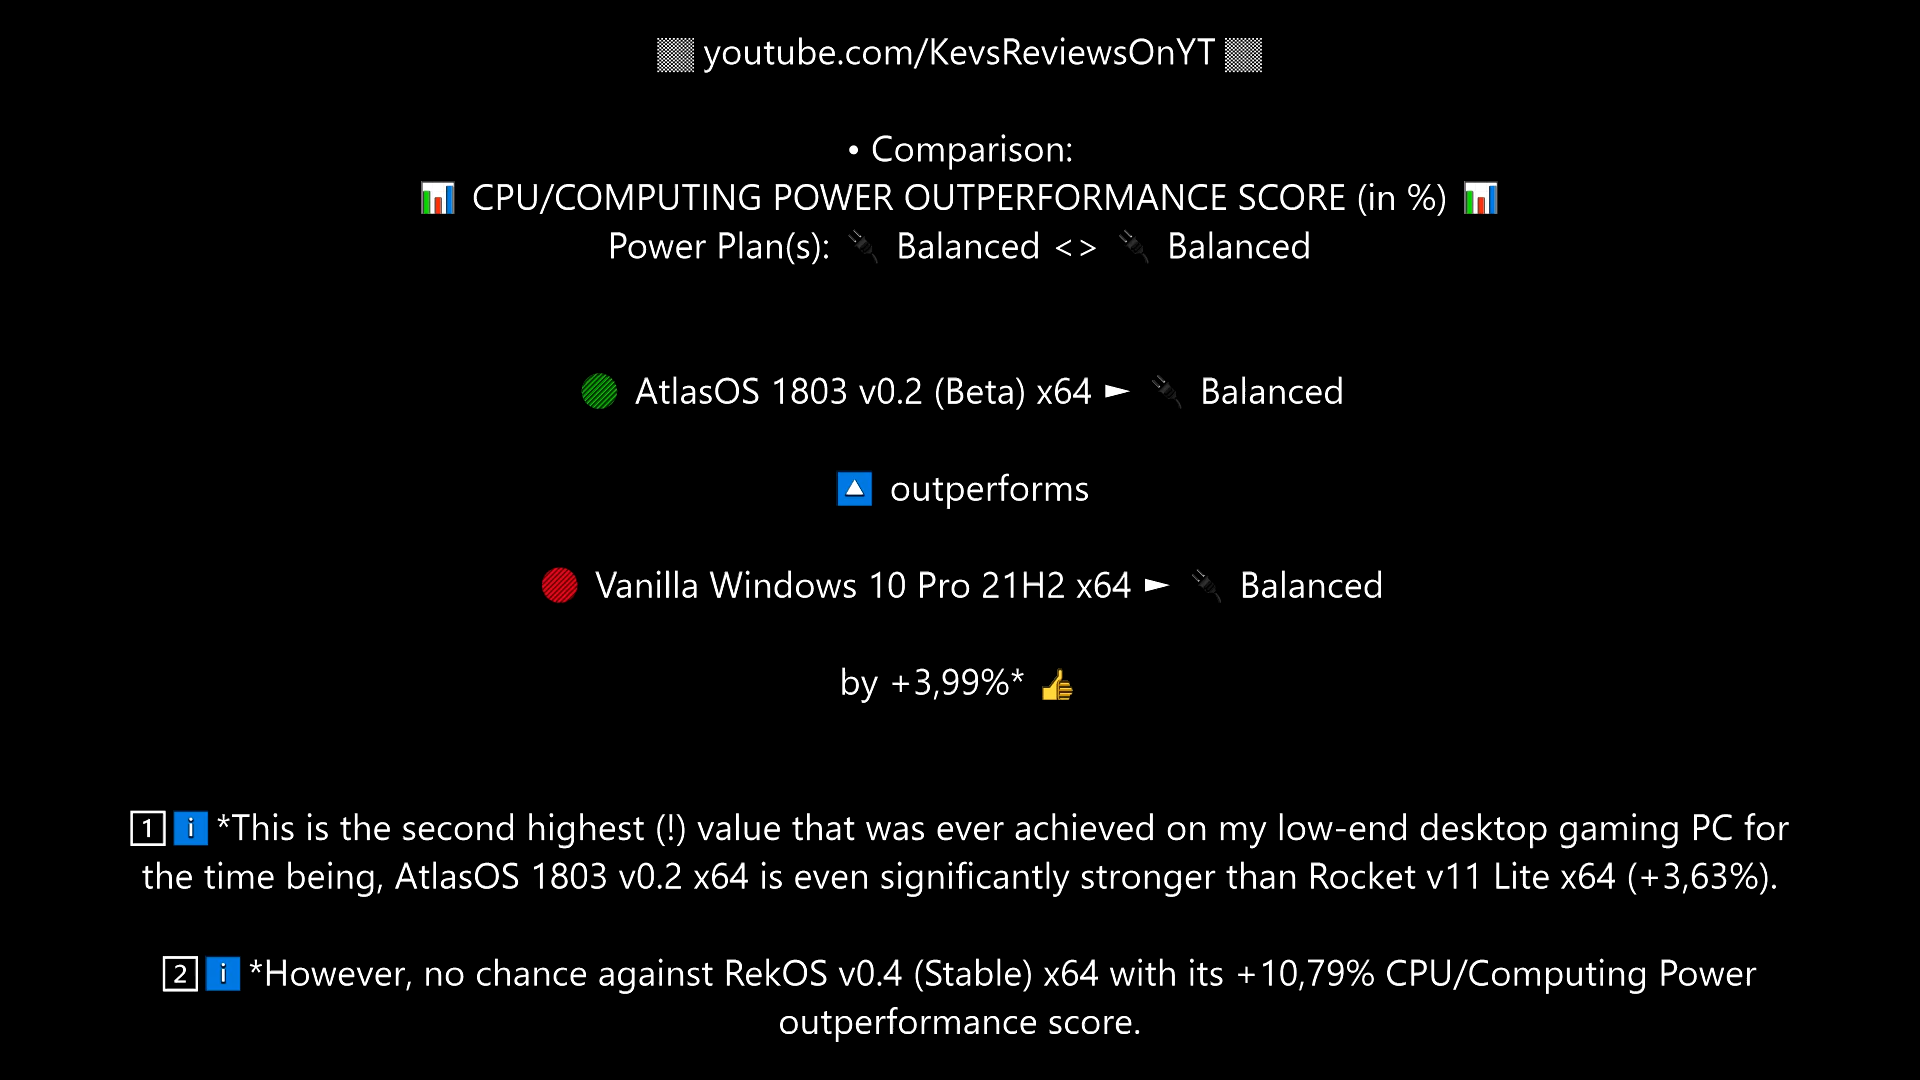 ▒▒ youtube.com/KevsReviewsOnYT ▒▒
• Comparison:
📊 CPU/COMPUTING POWER OUTPERFORMANCE SCORE (in %) 📊
Power Plan(s): 🔌 Balanced <> 🔌 Balanced
🟢 AtlasOS 1803 v0.2 (Beta) x64 ► 🔌 Balanced
🔼 outperforms
🔴 Vanilla Windows 10 Pro 21H2 x64 ► 🔌 Balanced
by +3,99%* 👍
1️⃣ℹ️*This is the second highest (!) value that was ever achieved on my low-end desktop gaming PC for
the time being, AtlasOS 1803 v0.2 x64 is even significantly stronger than Rocket v11 Lite x64 (+3,63%).
2️⃣ℹ️*However, no chance against RekOS v0.4 (Stable) x64 with its +10,79% CPU/Computing Power
outperformance score.